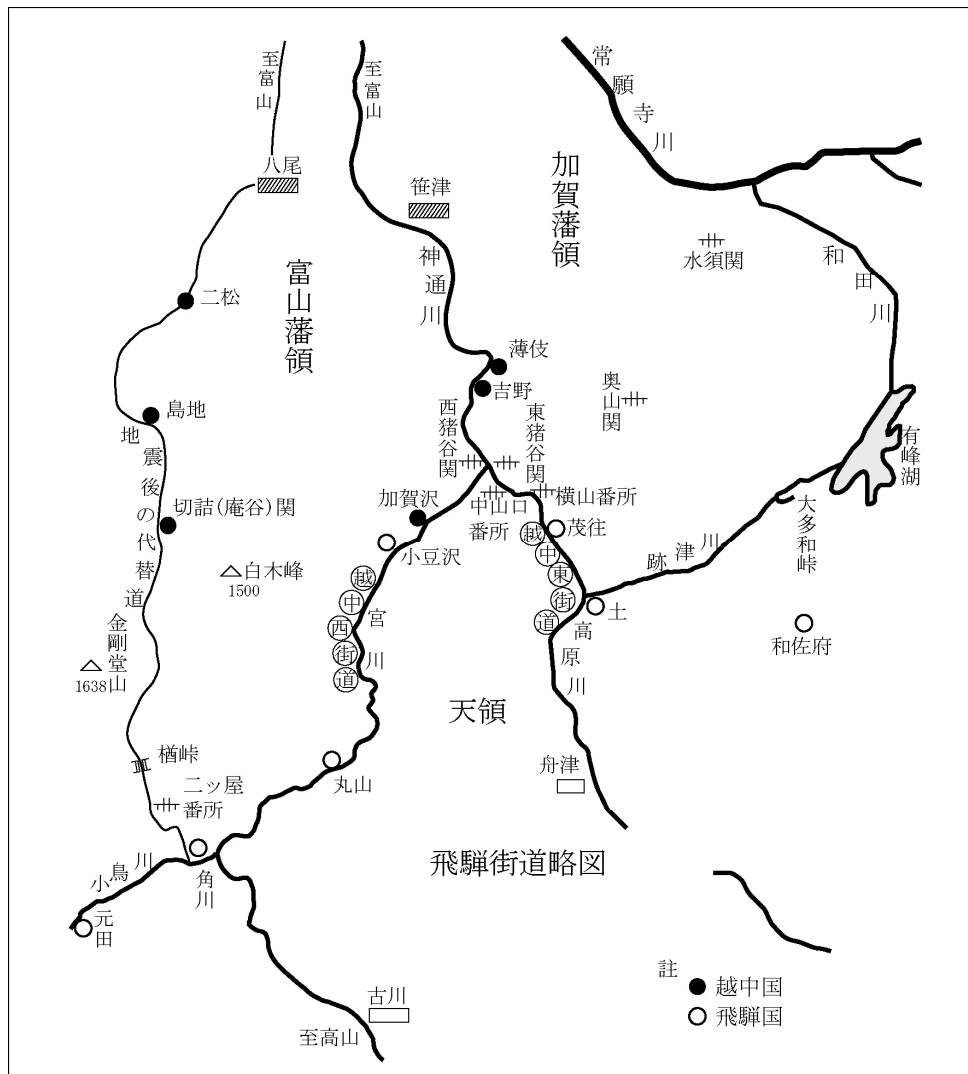 至富山
至富山
常願寺川
八尾
笹津
加賀藩領
神通川
水須関
和田川
富山藩領
二松
薄伎
吉野
奥山関
島地
西猪谷関
東猪谷関
有峰湖
地震後の代替道
切詰(庵谷)関
加賀沢
中山口番所
横山番所
茂住
大多和峠
小豆沢
越中東街道
跡津川
白木峰
1500
越中西街道
宮川
土
高原川
和佐府
金剛堂山
1638
天領
楢峠
丸山
舟津
二ッ屋番所
飛騨街道略図
小鳥川
角川
元田
古川
至高山
註
越中国
飛騨国